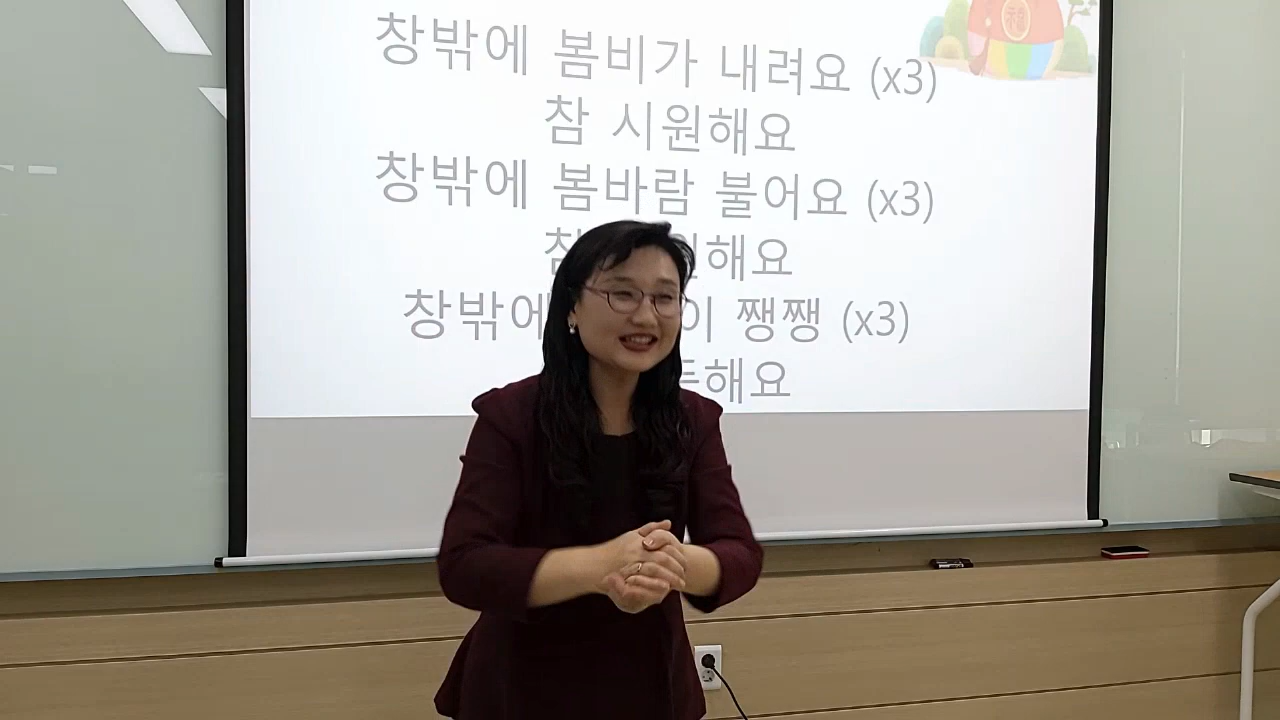 창밖에 봄비가 내려요 (x3)
참 시원해요
창밖에 봄바람 불어요 (x3)
해요
창밖에 이 쨍쨍 (x3)
해요
福